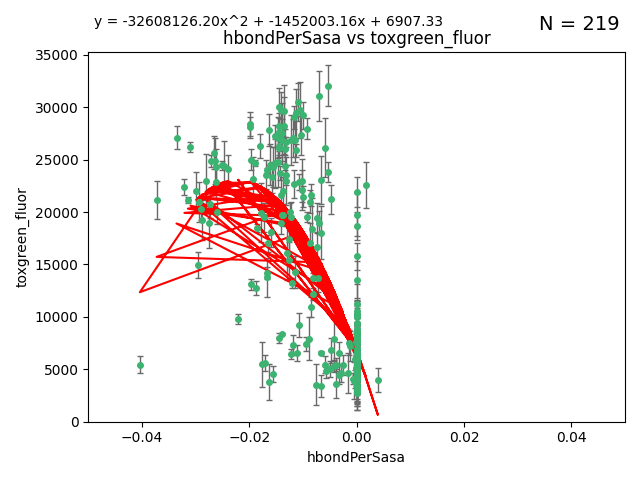 y = -32608126.20x^2 + -1452003.16x + 6907.33
N = 219
hbondPerSasa vs toxgreen_fluor
35000
30000
25000
20000
15000
10000
5000
0
toxgreen_fluor
−0.04
−0.02
0.00
0.02
0.04
hbondPerSasa